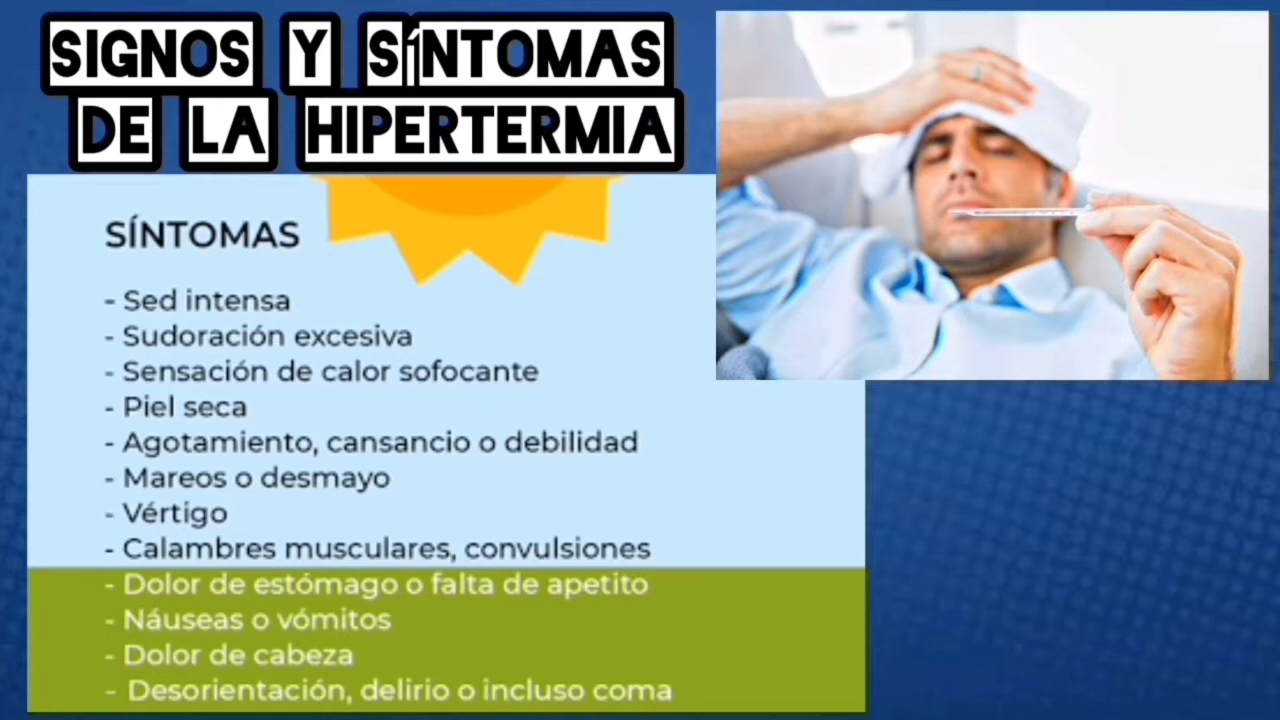 SIGNOS Y SÍNTOMAS
DE LA HIPERTERMIA
SÍNTOMAS
- Sed intensa
- Sudoración excesiva
- Sensación de calor sofocante
- Piel seca
- Agotamiento, cansancio o debilidad
- Mareos o desmayo
- Vértigo
- Calambres musculares, convulsiones
- Dolor de estómago o falta de apetito
- Náuseas o vómitos
- Dolor de cabeza
- Desorientación, delirio o incluso coma